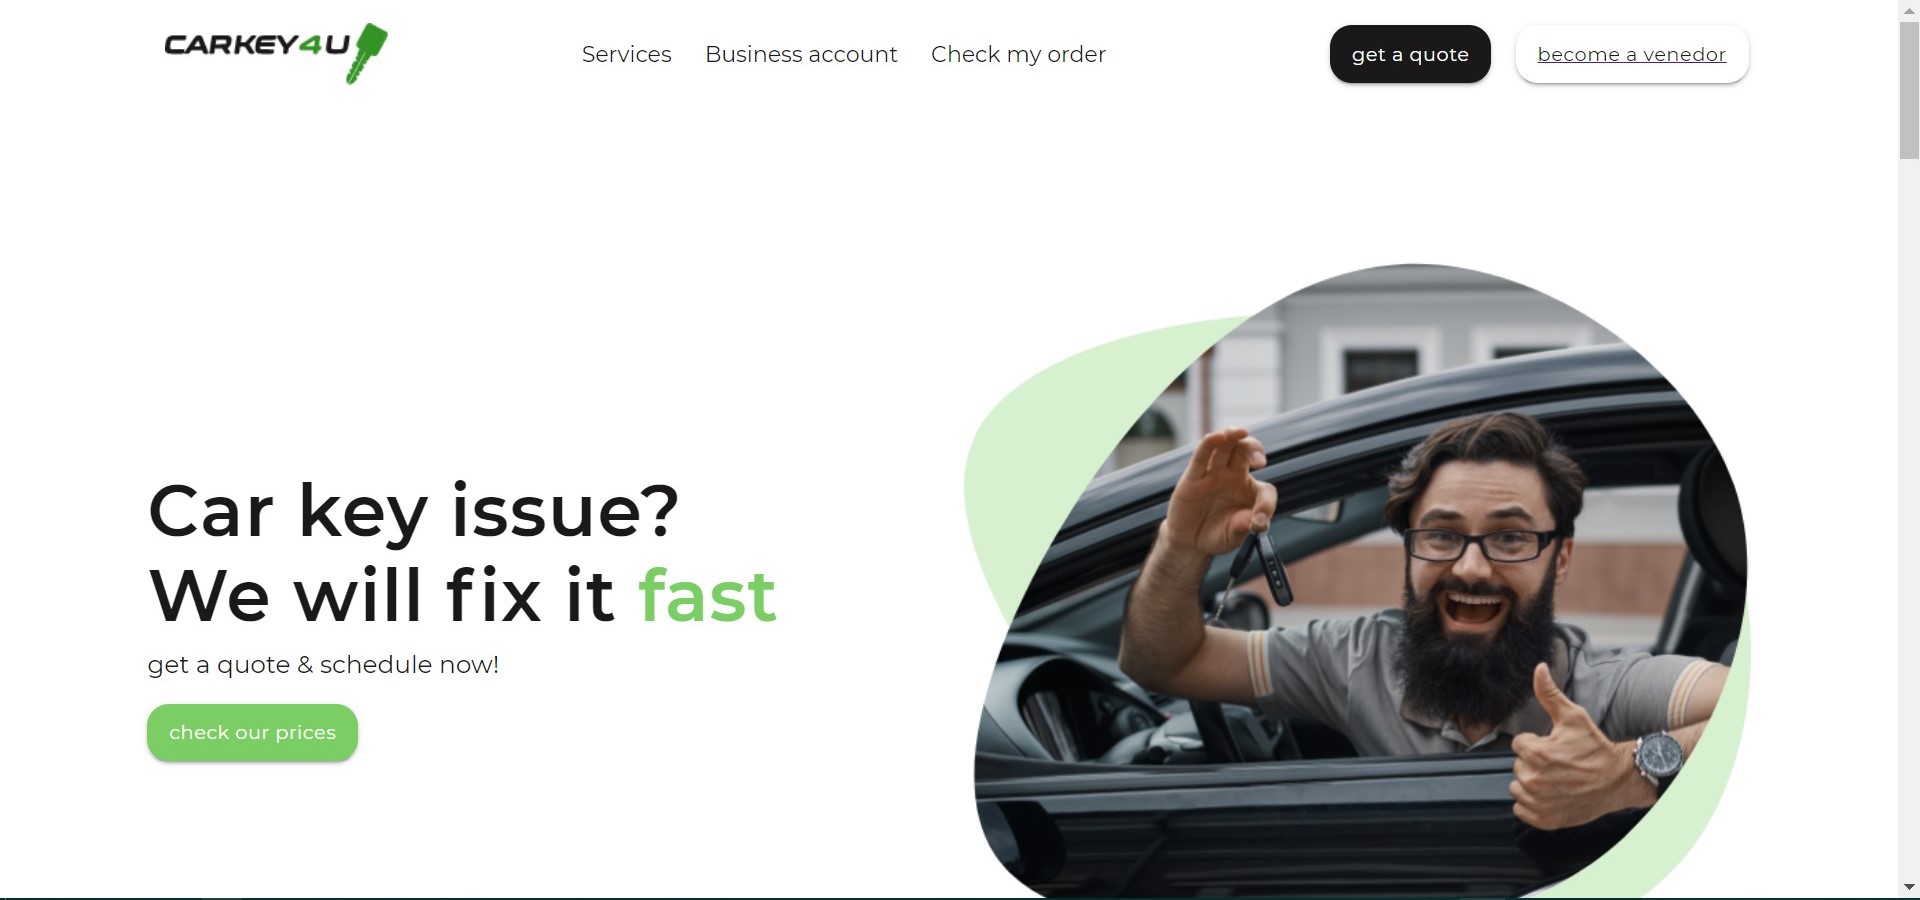 CARKEY4U
Services
Business account
Check my order
get a quote
become a venedor
Car key issue?
We will fix it fast
get a quote & schedule now!
check our prices